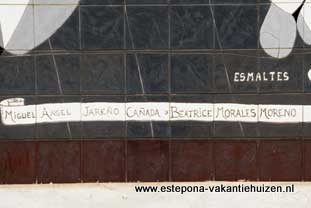 ESMALTES
MIGUEL ANGEL JAREÑO CAÑADA BEATRICE MORALES MORENO
www.estepona-vakantiehuizen.nl